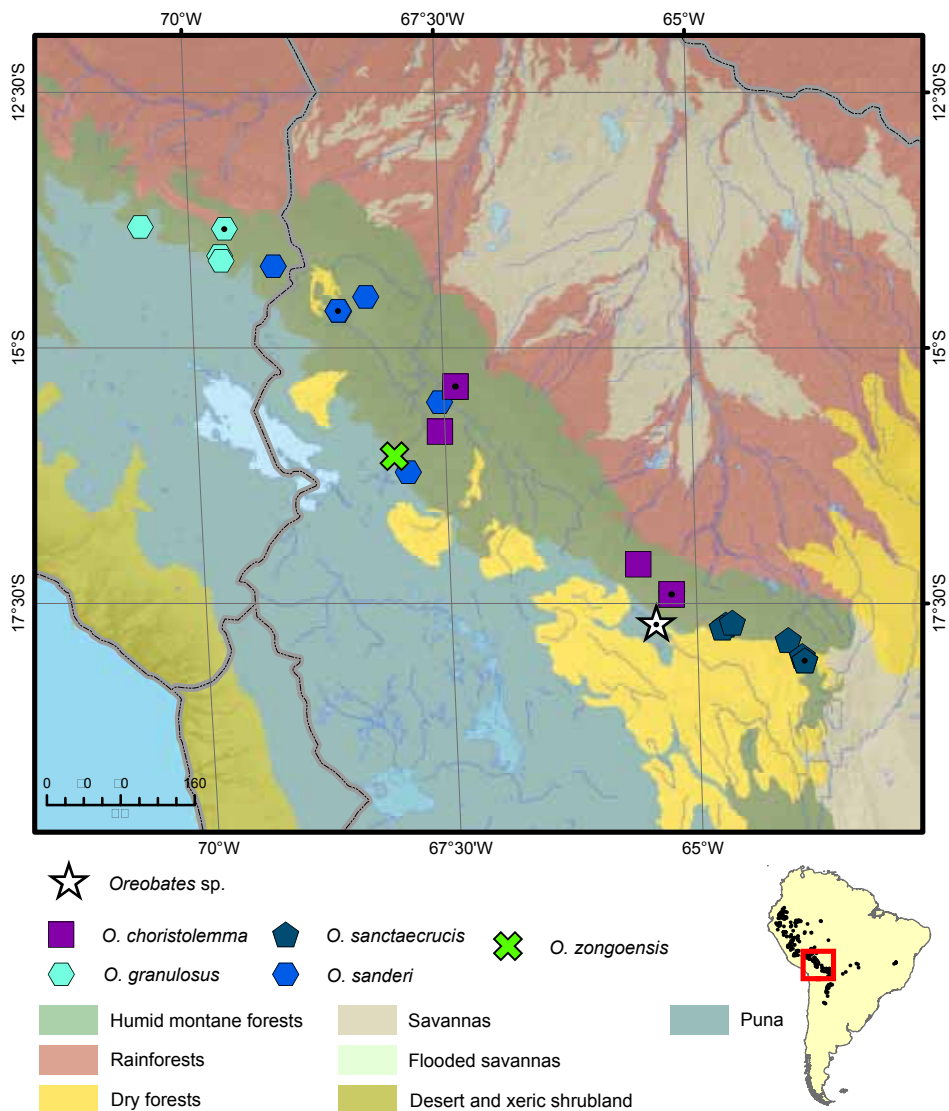 70°W 67°30'W 65°W
12°30'S 12°30'S
15°S 15°S
17°30'S 17°30'S
0 □0 □0 160
□□
70°W 67°30'W 65°W
Oreobates sp.
O. choristolemma O. sanctaecrucis O. zongoensis
O. granulosus O. sanderi
Humid montane forests Savannas Puna
Rainforests Flooded savannas
Dry forests Desert and xeric shrubland